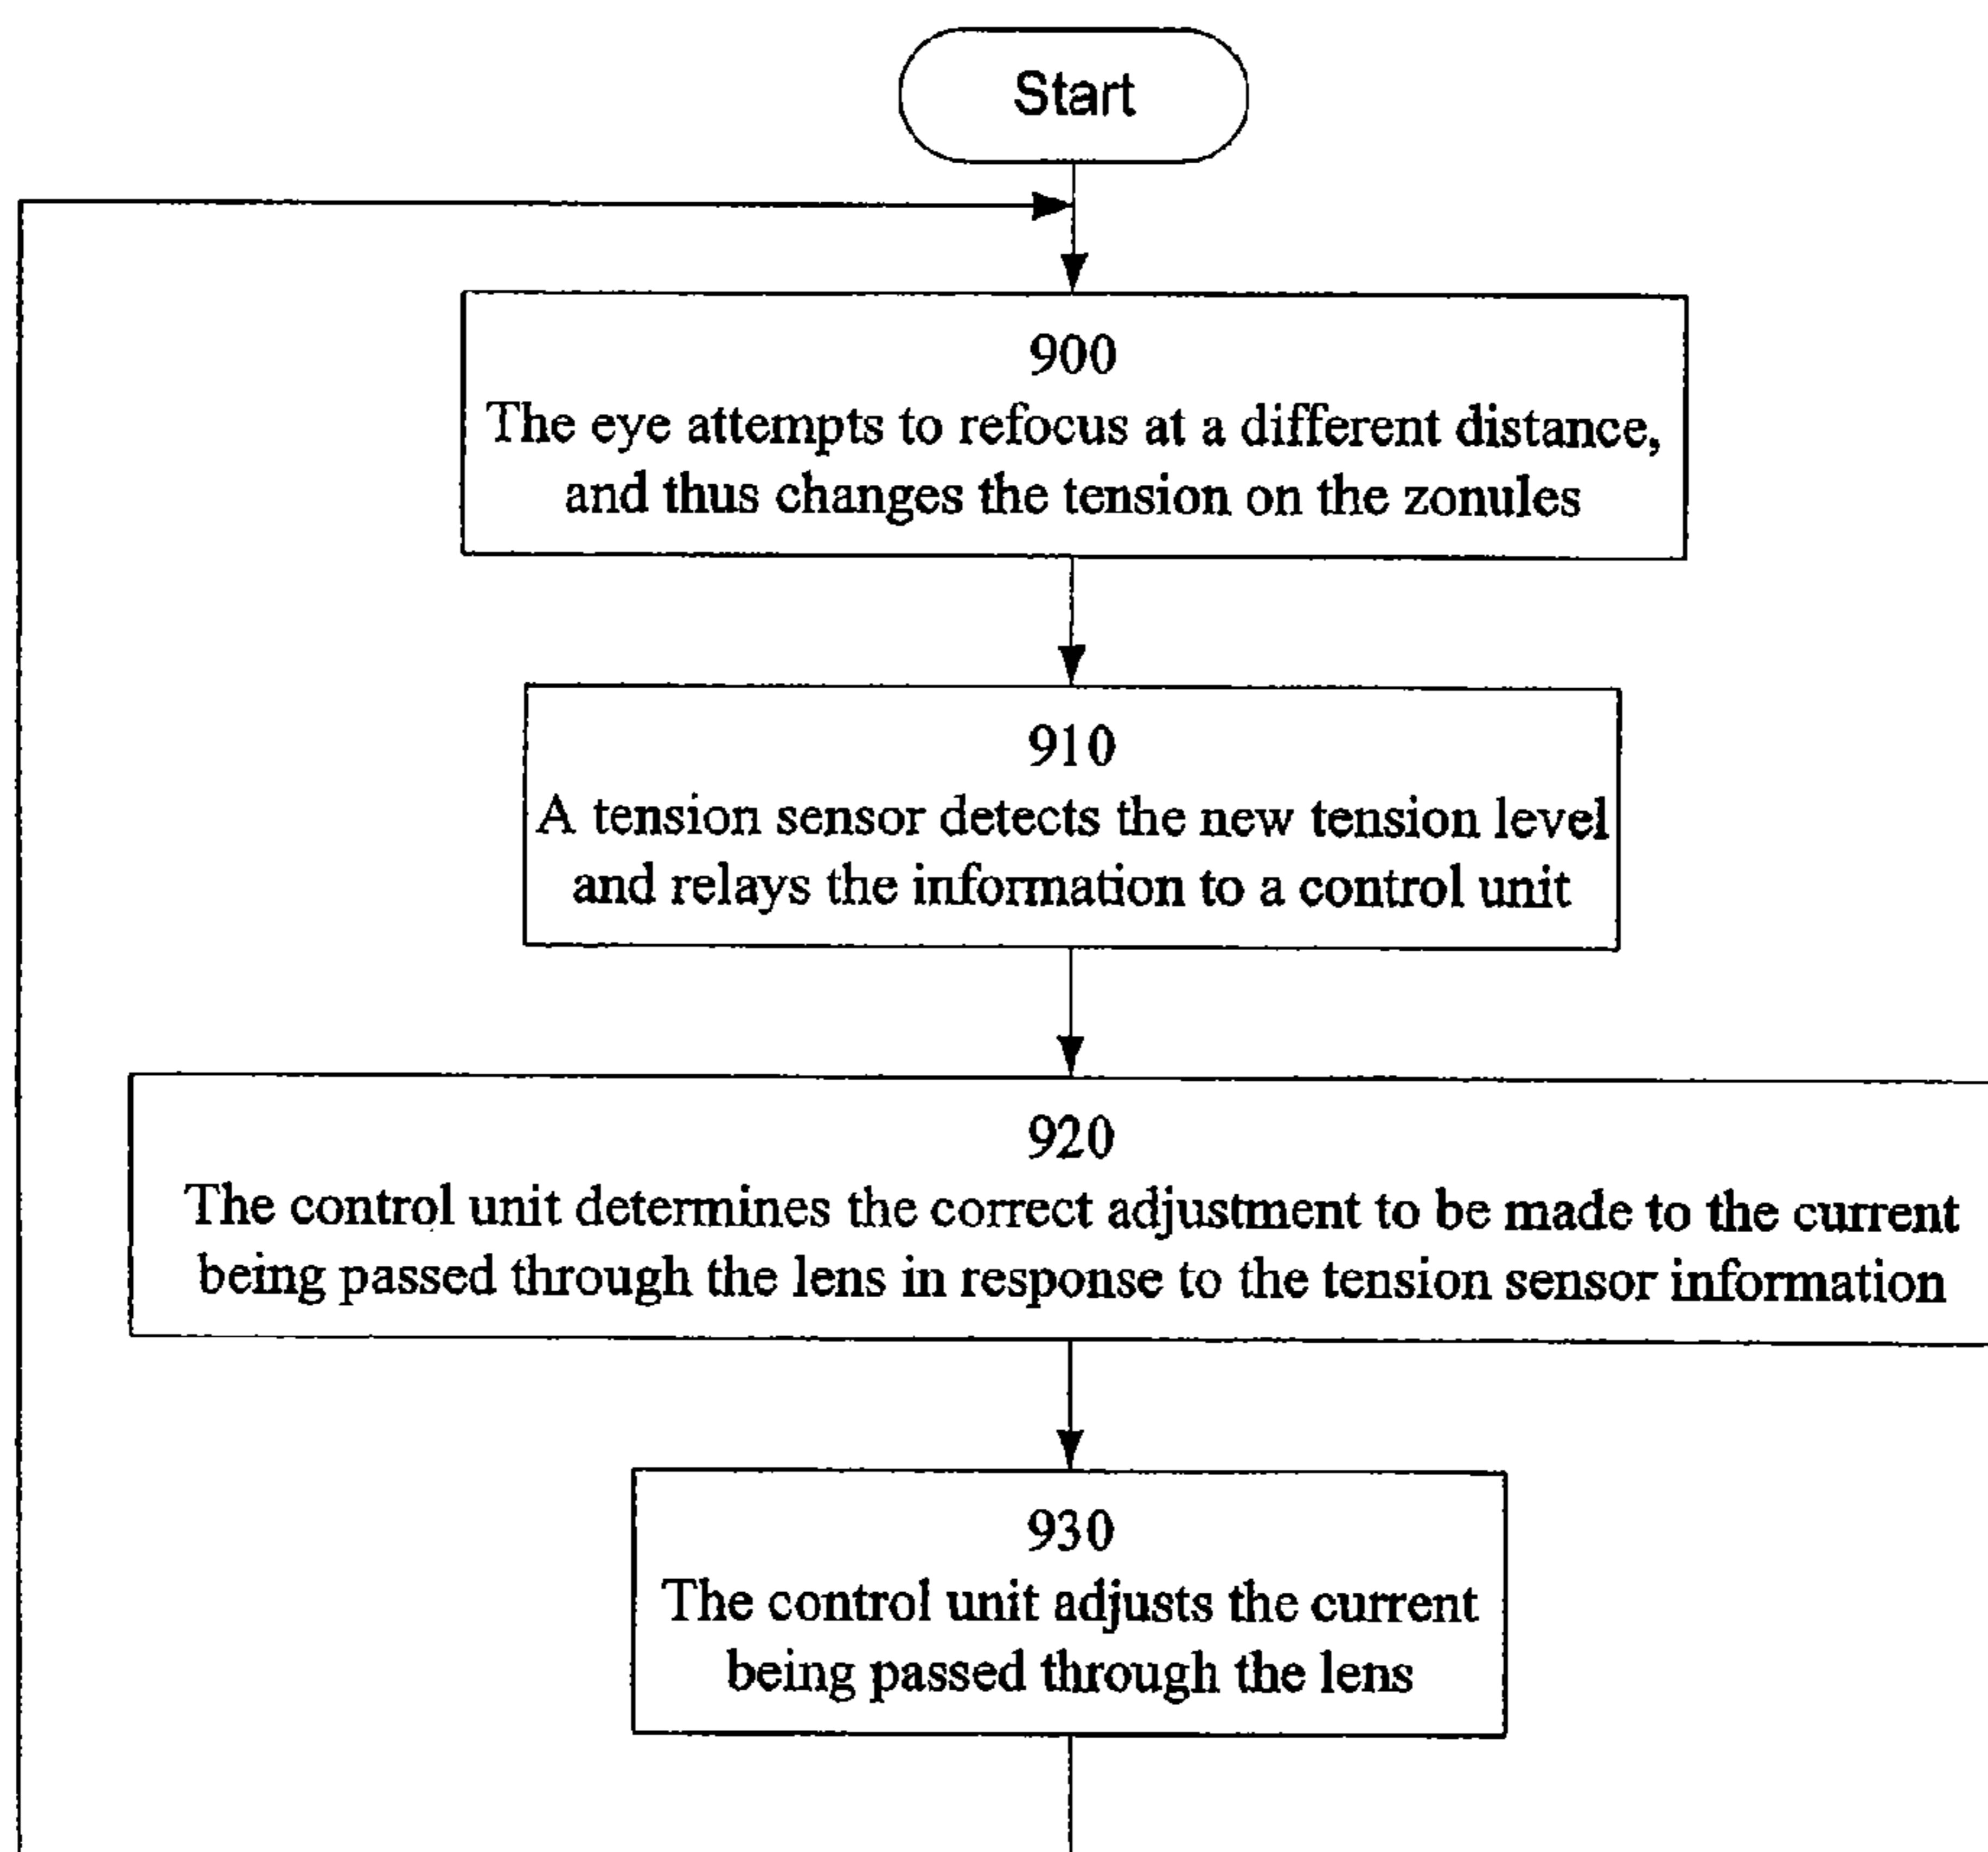 Start
900
The eye attempts to refocus at a different distance,
and thus changes the tension on the zonules
910
A tension sensor detects the new tension level
and relays the information to a control unit
920
The control unit determines the correct adjustment to be made to the current
being passed through the lens in response to the tension sensor information
930
The control unit adjusts the current
being passed through the lens